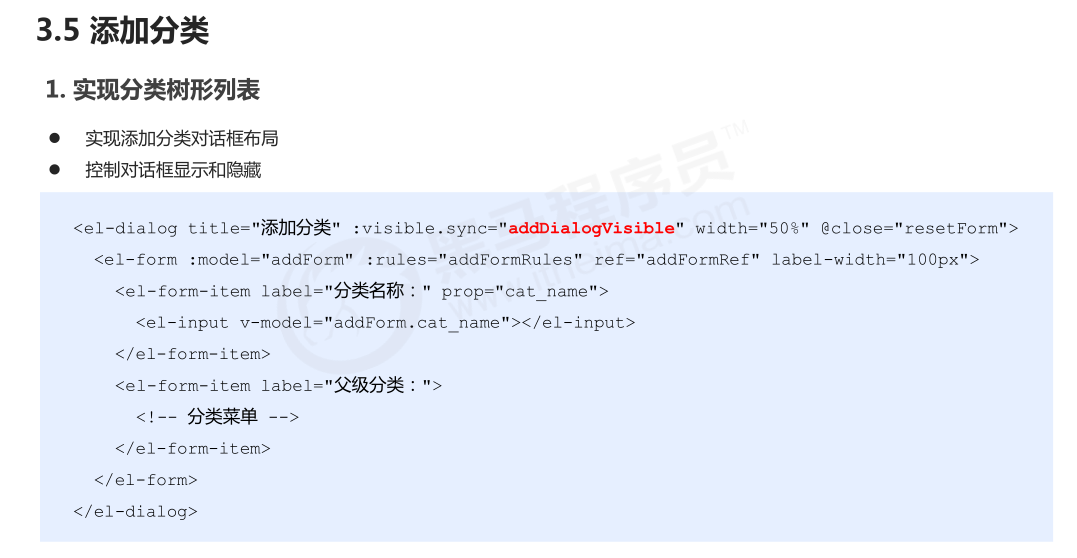 3.5 添加分类
1. 实现分类树形列表
● 实现添加分类对话框布局
● 控制对话框显示和隐藏
<el-dialog title="添加分类" :visible.sync="addDialogVisible" width="50%" @close="resetForm">
<el-form :model="addForm" :rules="addFormRules" ref="addFormRef" label-width="100px">
<el-form-item label="分类名称：" prop="cat_name">
<el-input v-model="addForm.cat_name"></el-input>
</el-form-item>
<el-form-item label="父级分类：">
<!-- 分类菜单 -->
</el-form-item>
</el-form>
</el-dialog>
黑马程序员™
www.itheima.com